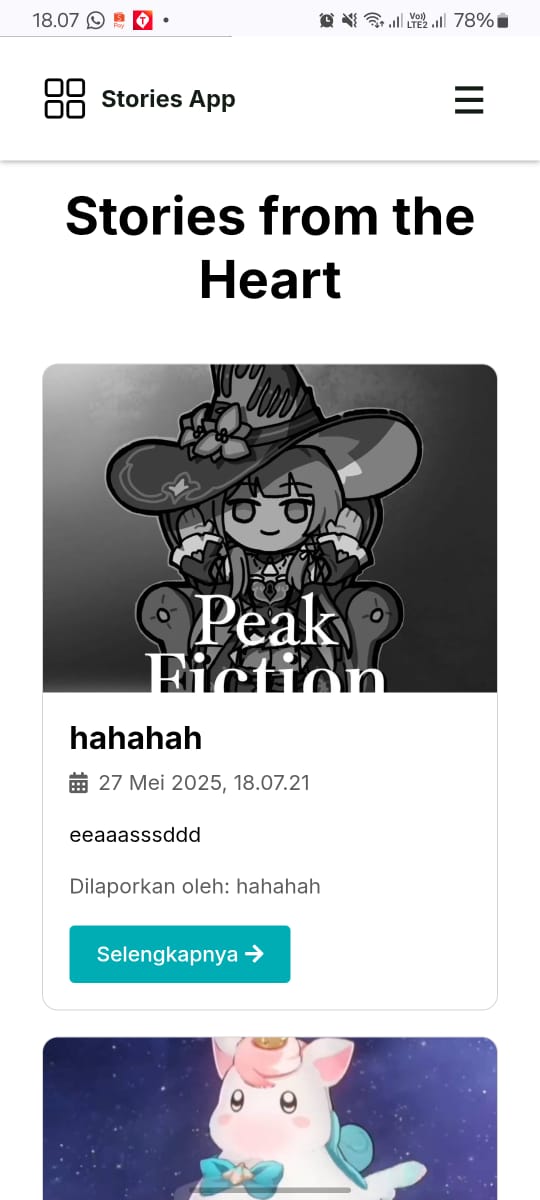 18.07
Pay
Vo))
LTE2
78%
Stories App
Stories from the
Heart
Peak
Fiction
hahahah
27 Mei 2025, 18.07.21
eeaaasssddd
Dilaporkan oleh: hahahah
Selengkapnya